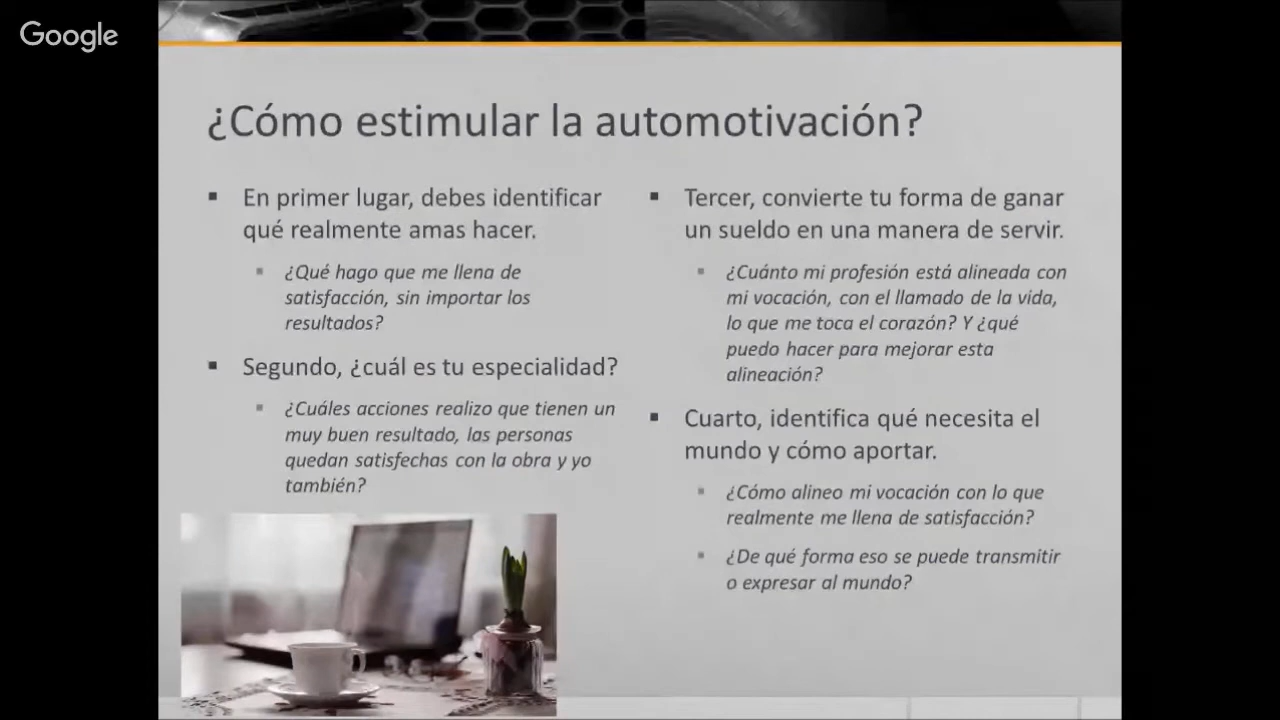 Google
¿Cómo estimular la automotivación?
En primer lugar, debes identificar
qué realmente amas hacer.
¿Qué hago que me llena de
satisfacción, sin importar los
resultados?
Segundo, ¿cuál es tu especialidad?
¿Cuáles acciones realizo que tienen un
muy buen resultado, las personas
quedan satisfechas con la obra y yo
también?
Tercer, convierte tu forma de ganar
un sueldo en una manera de servir.
¿Cuánto mi profesión está alineada con
mi vocación, con el llamado de la vida,
lo que me toca el corazón? Y ¿qué
puedo hacer para mejorar esta
alineación?
Cuarto, identifica qué necesita el
mundo y cómo aportar.
¿Cómo alineo mi vocación con lo que
realmente me llena de satisfacción?
¿De qué forma eso se puede transmitir
o expresar al mundo?